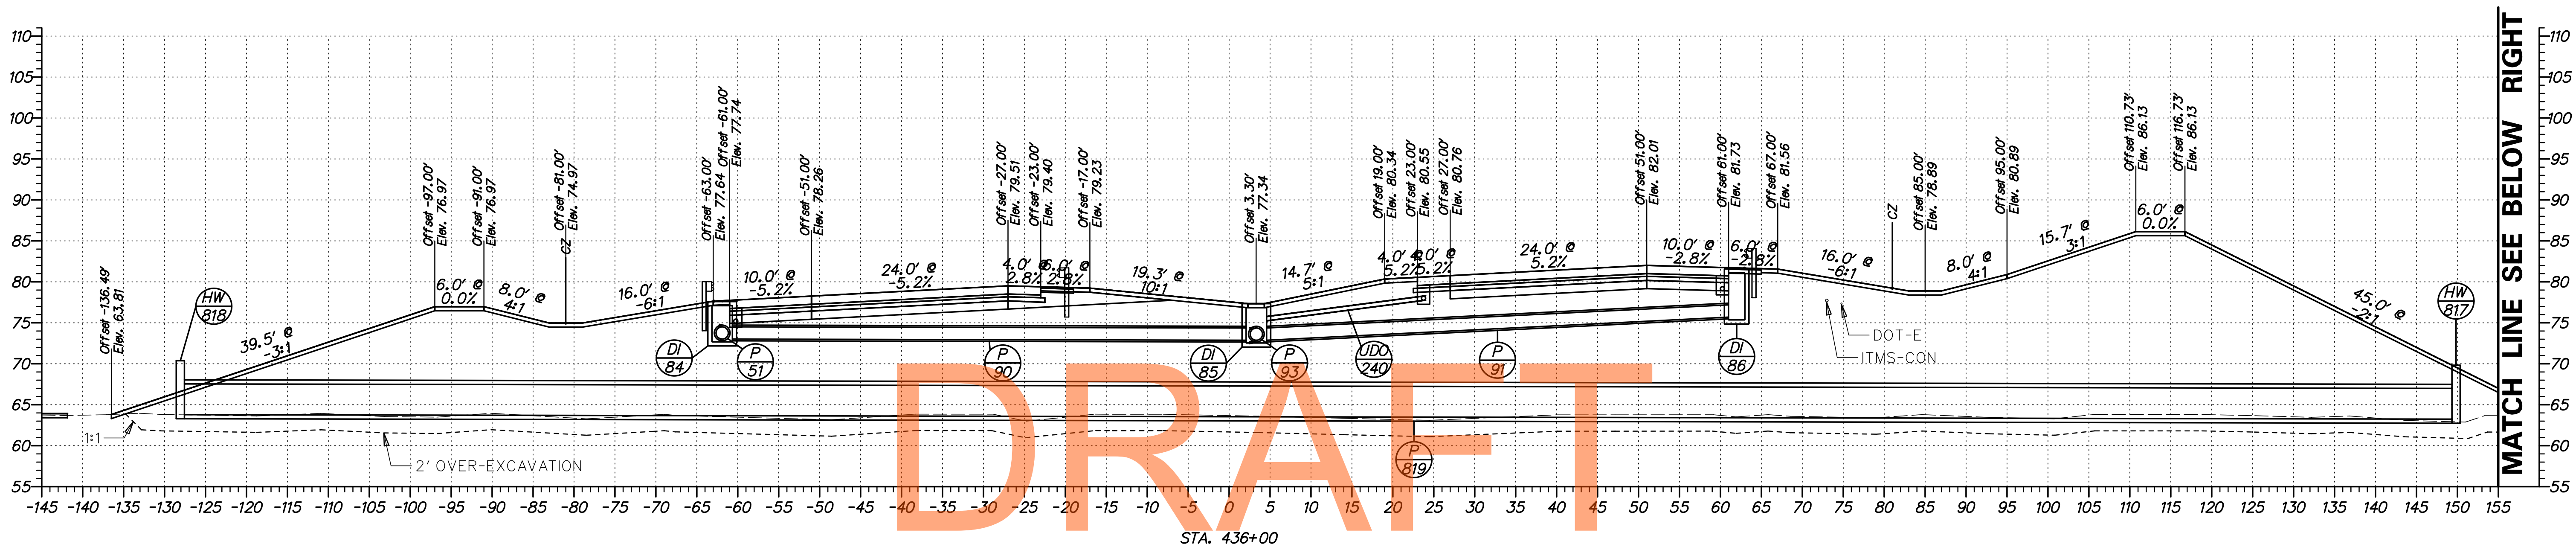 110
105
100
95
90
85
80
75
70
65
60
55
Offset -136.49'
Elev. 63.81
HW
818
39.5' @
-3:1
Offset -97.00'
Elev. 76.97
6.0' @
0.0%
Offset -91.00'
Elev. 76.97
8.0' @
4:1
Offset -81.00'
Elev. 74.97
CZ
16.0' @
-6:1
Offset -63.00'
Elev. 77.64
Offset -61.00'
Elev. 77.74
10.0' @
-5.2%
Offset -51.00'
Elev. 78.26
24.0' @
-5.2%
Offset -27.00'
Elev. 79.51
4.0' @
2.8%
Offset -23.00'
Elev. 79.40
6.0' @
2.8%
Offset -17.00'
Elev. 79.23
19.3' @
10:1
Offset 3.30'
Elev. 77.34
14.7' @
5:1
Offset 19.00'
Elev. 80.34
4.0' @
5.2%
Offset 23.00'
Elev. 80.55
4.0' @
5.2%
Offset 27.00'
Elev. 80.76
24.0' @
5.2%
Offset 51.00'
Elev. 82.01
10.0' @
-2.8%
Offset 61.00'
Elev. 81.73
6.0' @
-2.8%
Offset 67.00'
Elev. 81.56
16.0' @
-6:1
CZ
Offset 85.00'
Elev. 78.89
8.0' @
4:1
Offset 95.00'
Elev. 80.89
15.7' @
3:1
Offset 110.73'
Elev. 86.13
6.0' @
0.0%
Offset 116.73'
Elev. 86.13
45.0' @
-2:1
HW
817
DI
84
P
51
P
90
DI
85
P
93
UDO
240
P
91
DI
86
DOT-E
ITMS-CON
1:1
2' OVER-EXCAVATION
P
819
DRAFT
MATCH LINE SEE BELOW RIGHT
110
105
100
95
90
85
80
75
70
65
60
55
-145 -140 -135 -130 -125 -120 -115 -110 -105 -100 -95 -90 -85 -80 -75 -70 -65 -60 -55 -50 -45 -40 -35 -30 -25 -20 -15 -10 -5 0 5 10 15 20 25 30 35 40 45 50 55 60 65 70 75 80 85 90 95 100 105 110 115 120 125 130 135 140 145 150 155
STA. 436+00